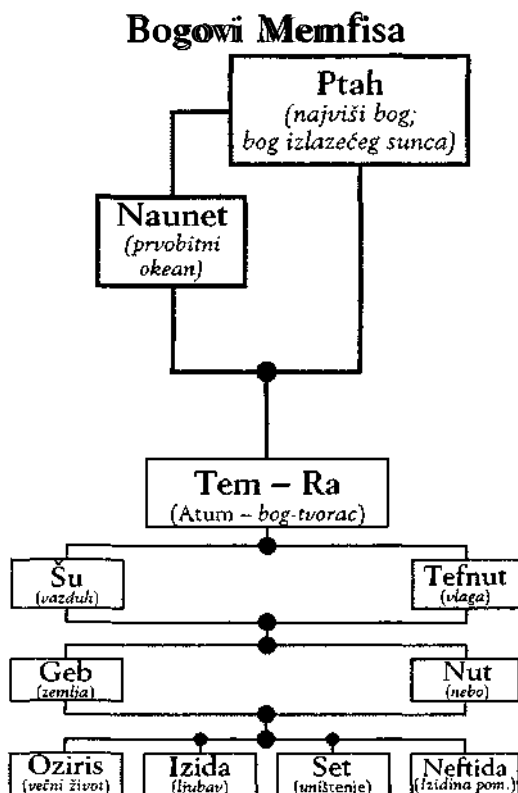 Bogovi Memfisa
Ptah
(najviši bog;
bog izlazećeg sunca)
Naunet
(prvobitni
okean)
Tem – Ra
(Atum – bog-tvorac)
Šu
(vazduh)
Tefnut
(vlaga)
Geb
(zemlja)
Nut
(nebo)
Oziris
(večni život)
Izida
(ljubav)
Set
(uništenje)
Neftida
(Izidina pom.)